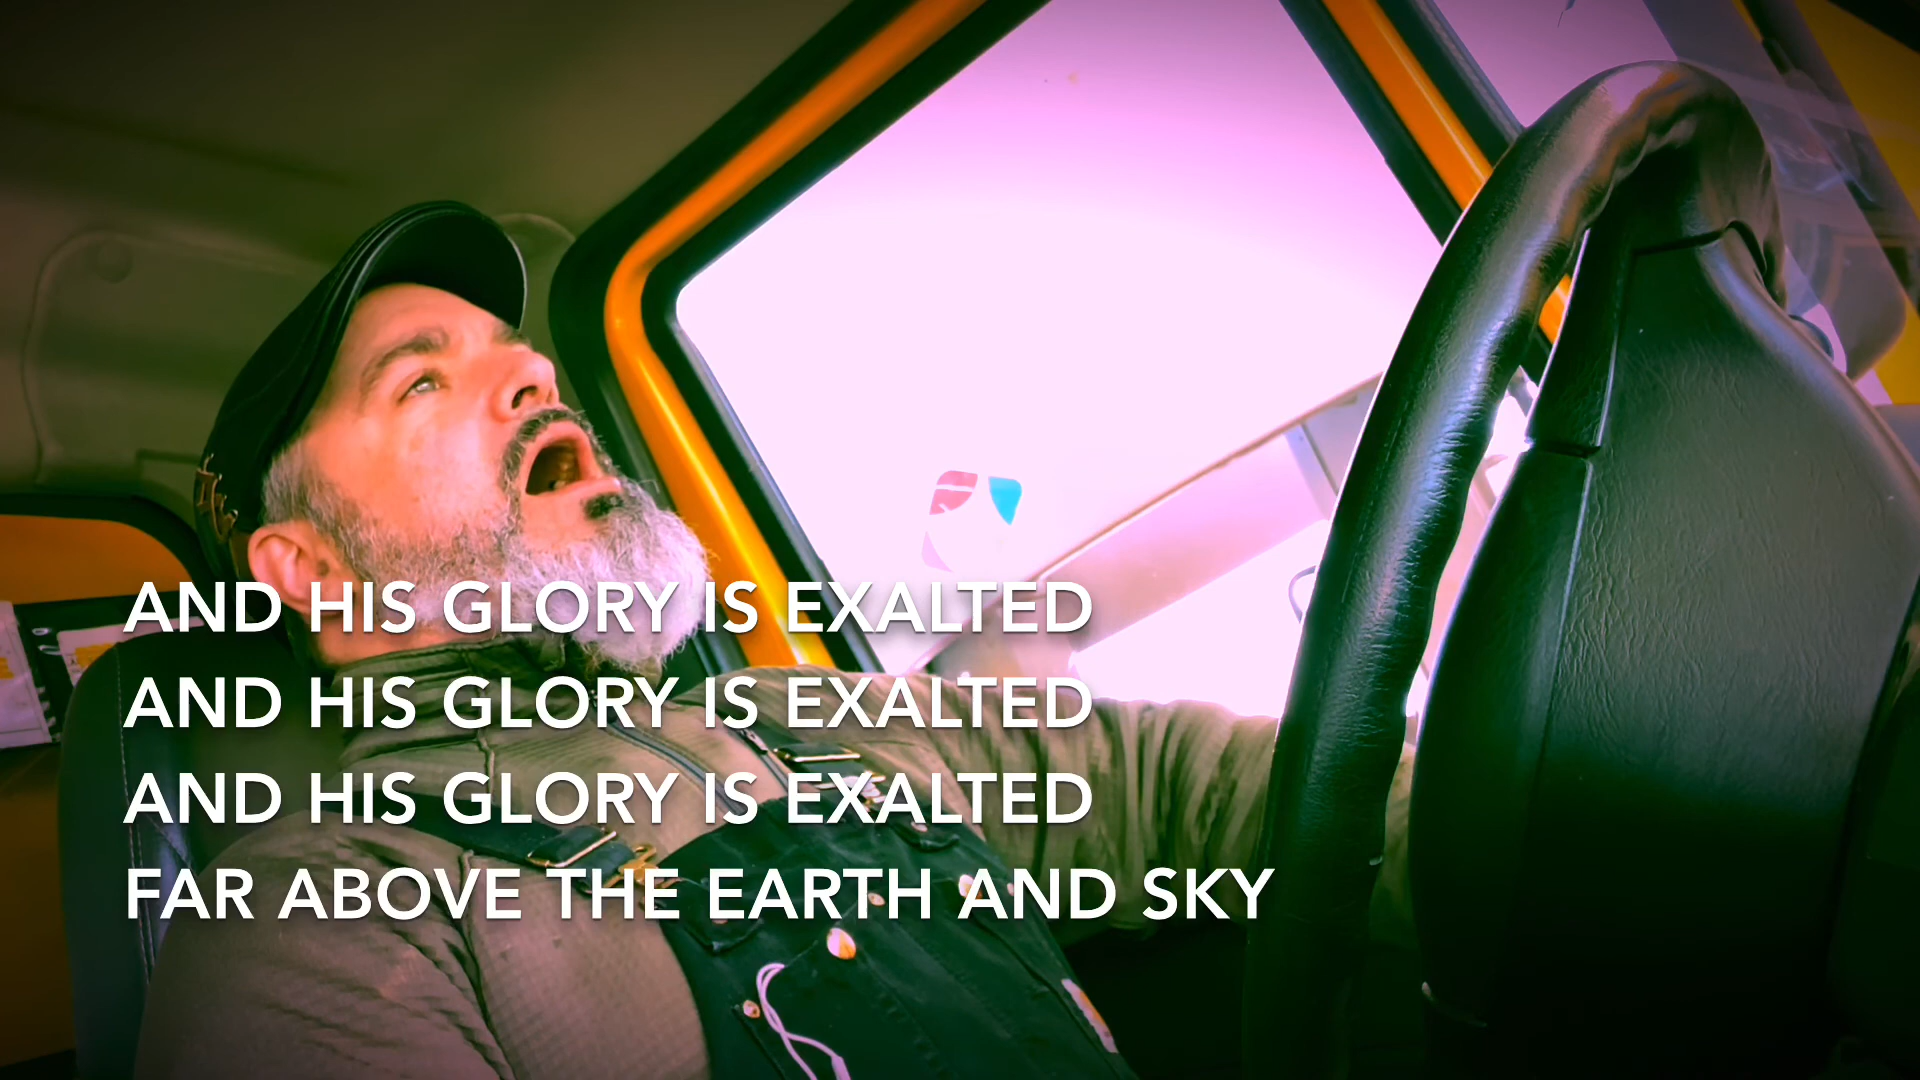 AND HIS GLORY IS EXALTED
AND HIS GLORY IS EXALTED
AND HIS GLORY IS EXALTED
FAR ABOVE THE EARTH AND SKY